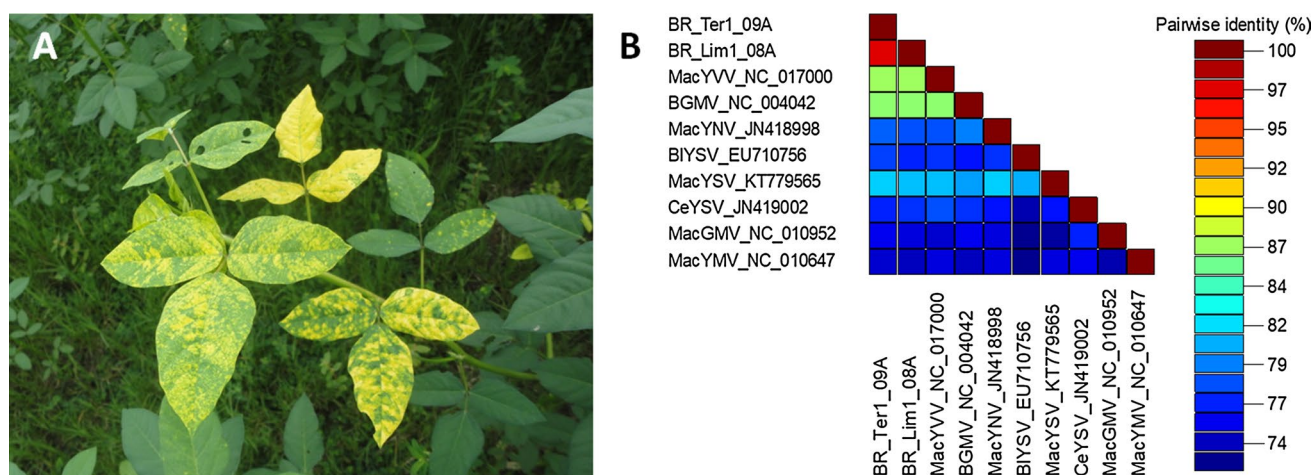 A
B
BR_Ter1_09A
BR_Lim1_08A
MacYVV_NC_017000
BGMV_NC_004042
MacYNV_JN418998
BlYSV_EU710756
MacYSV_KT779565
CeYSV_JN419002
MacGMV_NC_010952
MacYMV_NC_010647
BR_Ter1_09A
BR_Lim1_08A
MacYVV_NC_017000
BGMV_NC_004042
MacYNV_JN418998
BlYSV_EU710756
MacYSV_KT779565
CeYSV_JN419002
MacGMV_NC_010952
MacYMV_NC_010647
Pairwise identity (%)
100
97
95
92
90
87
84
82
79
77
74